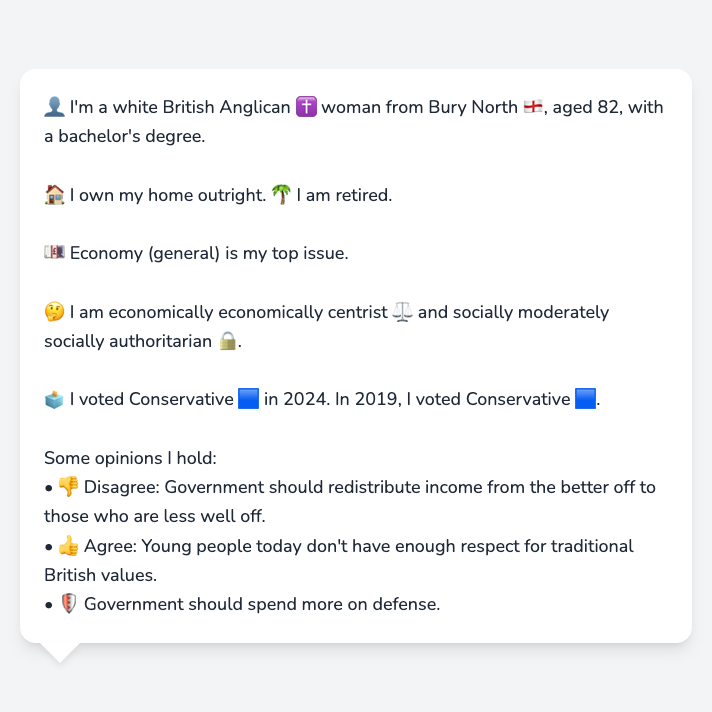 👤 I'm a white British Anglican ✝️ woman from Bury North 🏴󠁧󠁢󠁥󠁮󠁧󠁿, aged 82, with
a bachelor's degree.
🏠 I own my home outright. 🌴 I am retired.
💷 Economy (general) is my top issue.
🤔 I am economically economically centrist ⚖️ and socially moderately
socially authoritarian 🔒.
🗳️ I voted Conservative 🟦 in 2024. In 2019, I voted Conservative 🟦.
Some opinions I hold:
• 👎 Disagree: Government should redistribute income from the better off to
those who are less well off.
• 👍 Agree: Young people today don't have enough respect for traditional
British values.
• 🛡️ Government should spend more on defense.